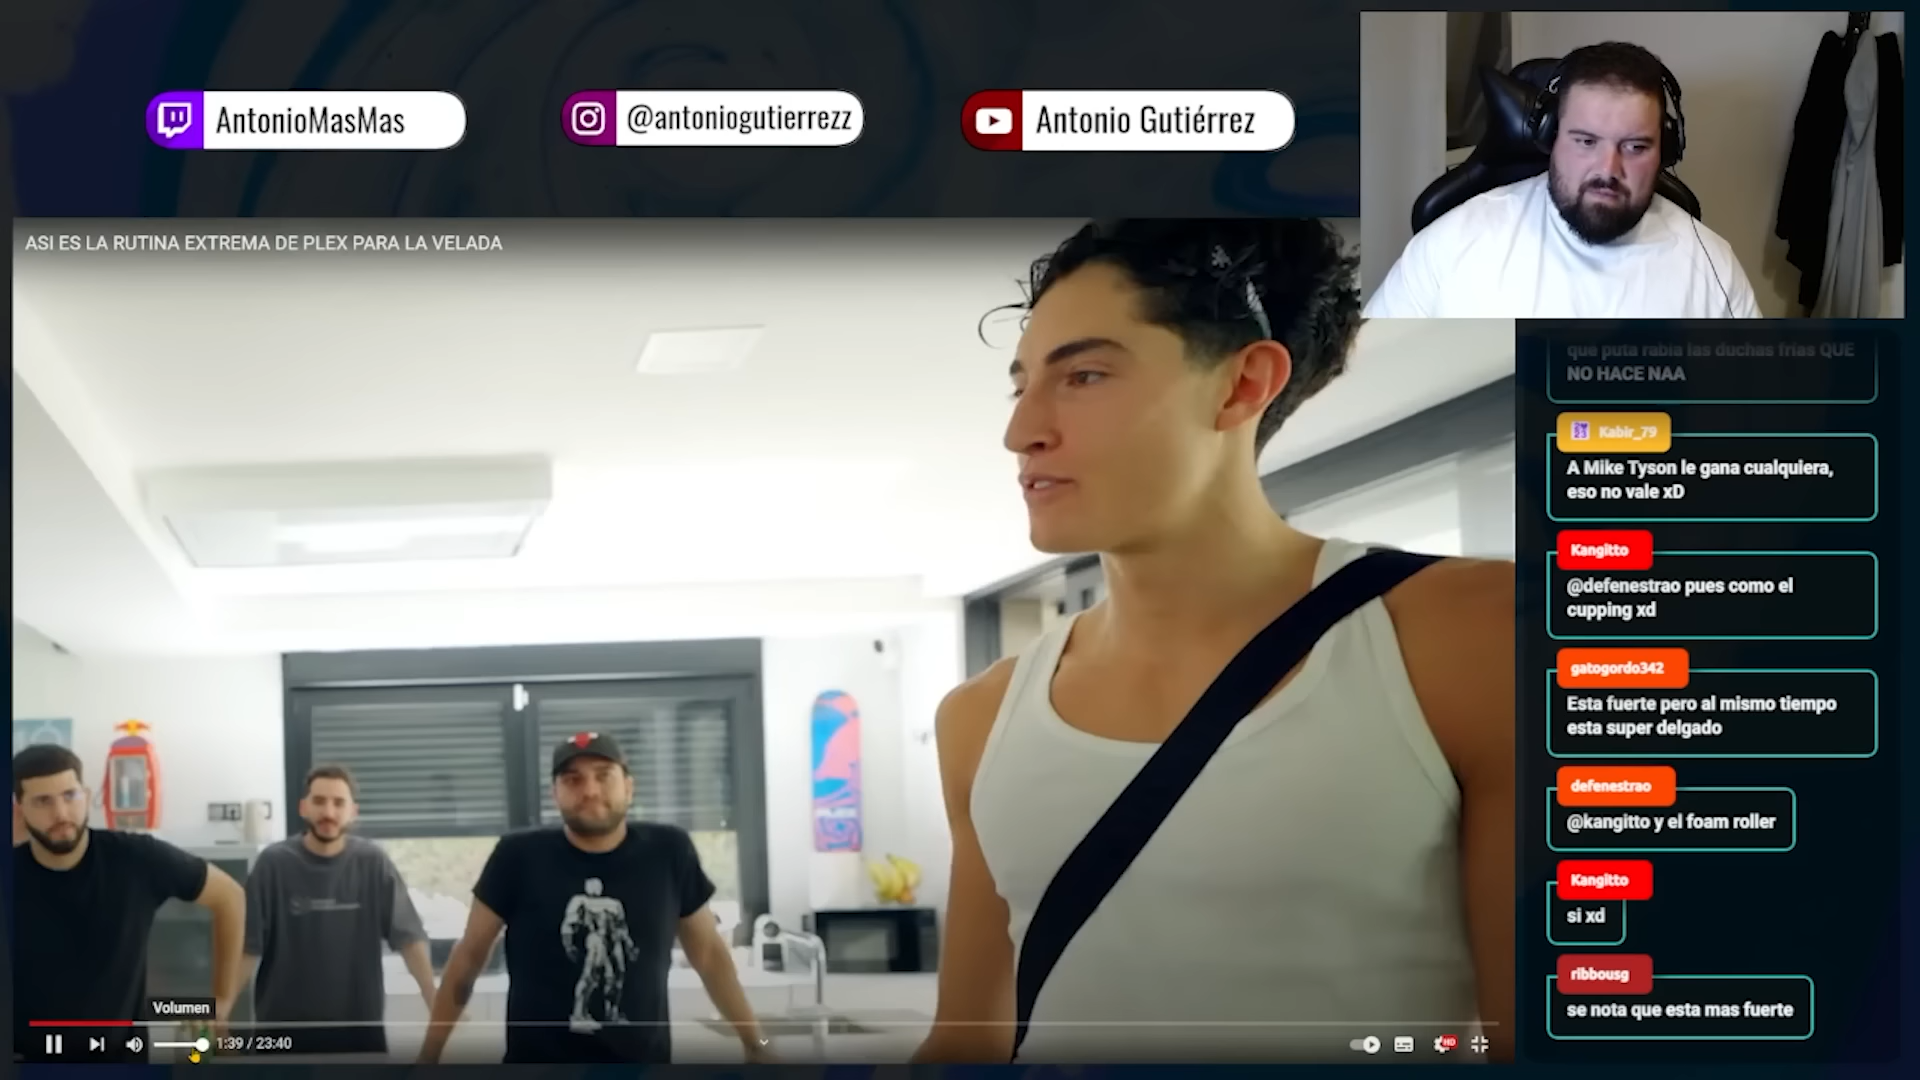 AntonioMasMas
@antoniogutierrezz
Antonio Gutiérrez
ASI ES LA RUTINA EXTREMA DE PLEX PARA LA VELADA
que puta rabia las duchas frías QUE
NO HACE NAA
Kabir_79
A Mike Tyson le gana cualquiera,
eso no vale xD
Kangitto
@defenestrao pues como el
cupping xd
gatogordo342
Esta fuerte pero al mismo tiempo
esta super delgado
defenestrao
@kangitto y el foam roller
Kangitto
si xd
ribbousg
se nota que esta mas fuerte
Volumen
1:39 / 23:40
HD